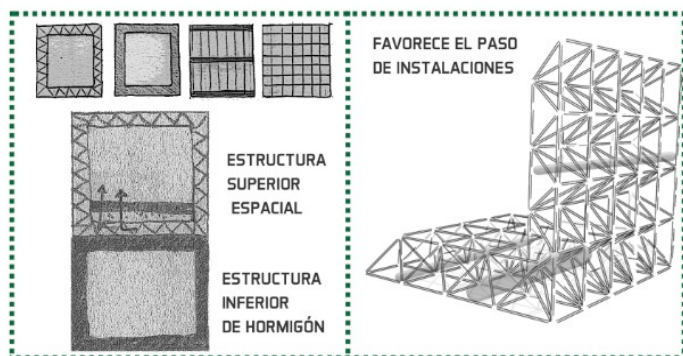 ESTRUCTURA
SUPERIOR
ESPACIAL
ESTRUCTURA
INFERIOR
DE HORMIGÓN
FAVORECE EL PASO
DE INSTALACIONES